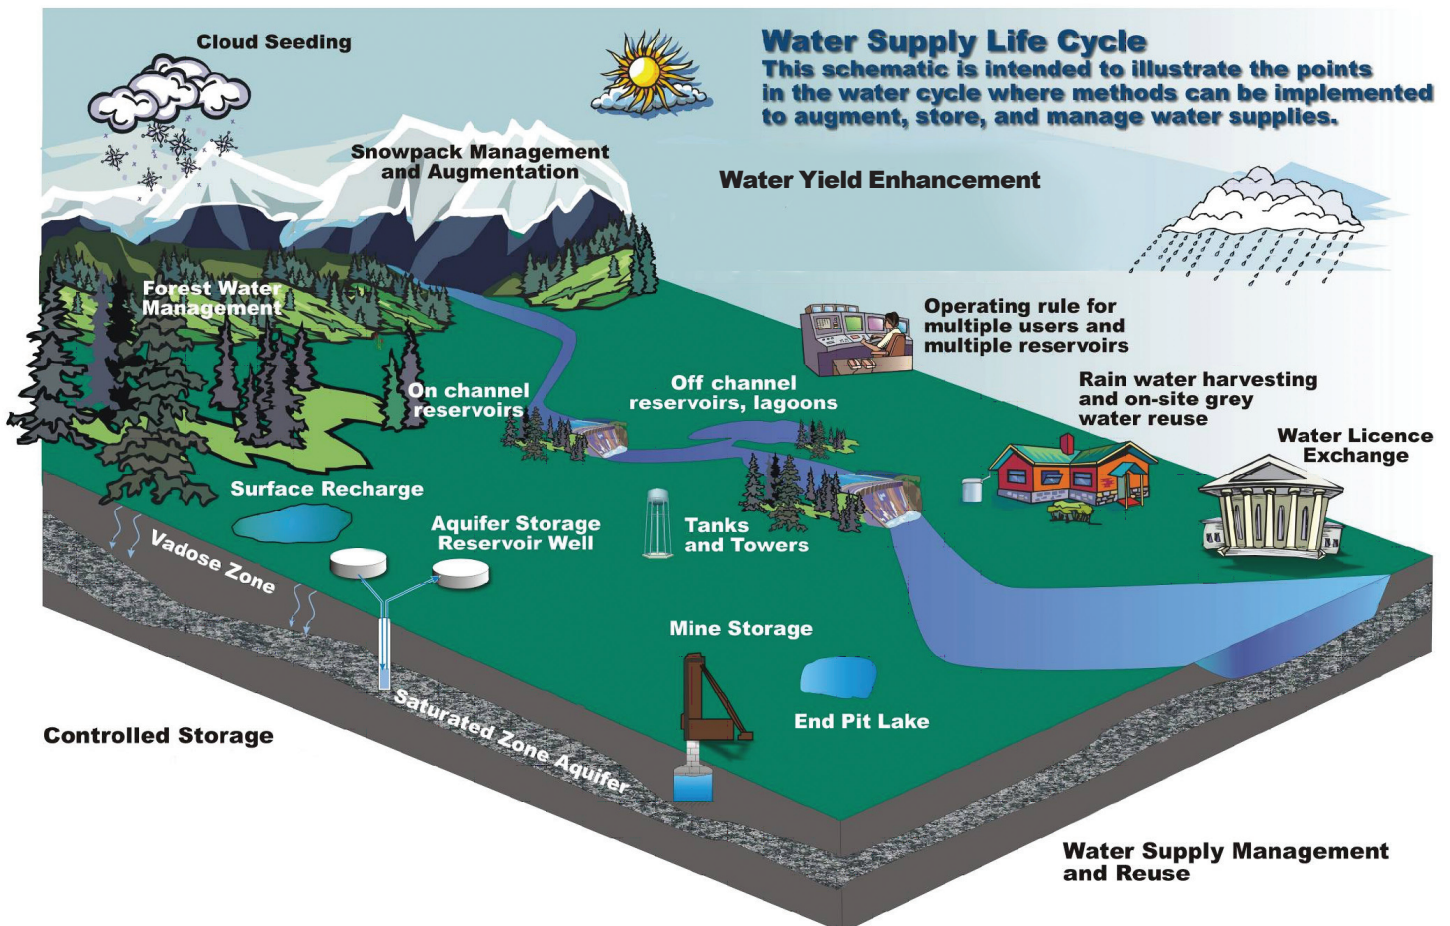 Cloud Seeding
Water Supply Life Cycle
This schematic is intended to illustrate the points
in the water cycle where methods can be implemented
to augment, store, and manage water supplies.
Snowpack Management
and Augmentation
Water Yield Enhancement
Forest Water
Management
Operating rule for
multiple users and
multiple reservoirs
On channel
reservoirs
Off channel
reservoirs, lagoons
Rain water harvesting
and on-site grey
water reuse
Water Licence
Exchange
Surface Recharge
Aquifer Storage
Reservoir Well
Tanks
and Towers
Vadose Zone
Mine Storage
End Pit Lake
Saturated Zone Aquifer
Controlled Storage
Water Supply Management
and Reuse